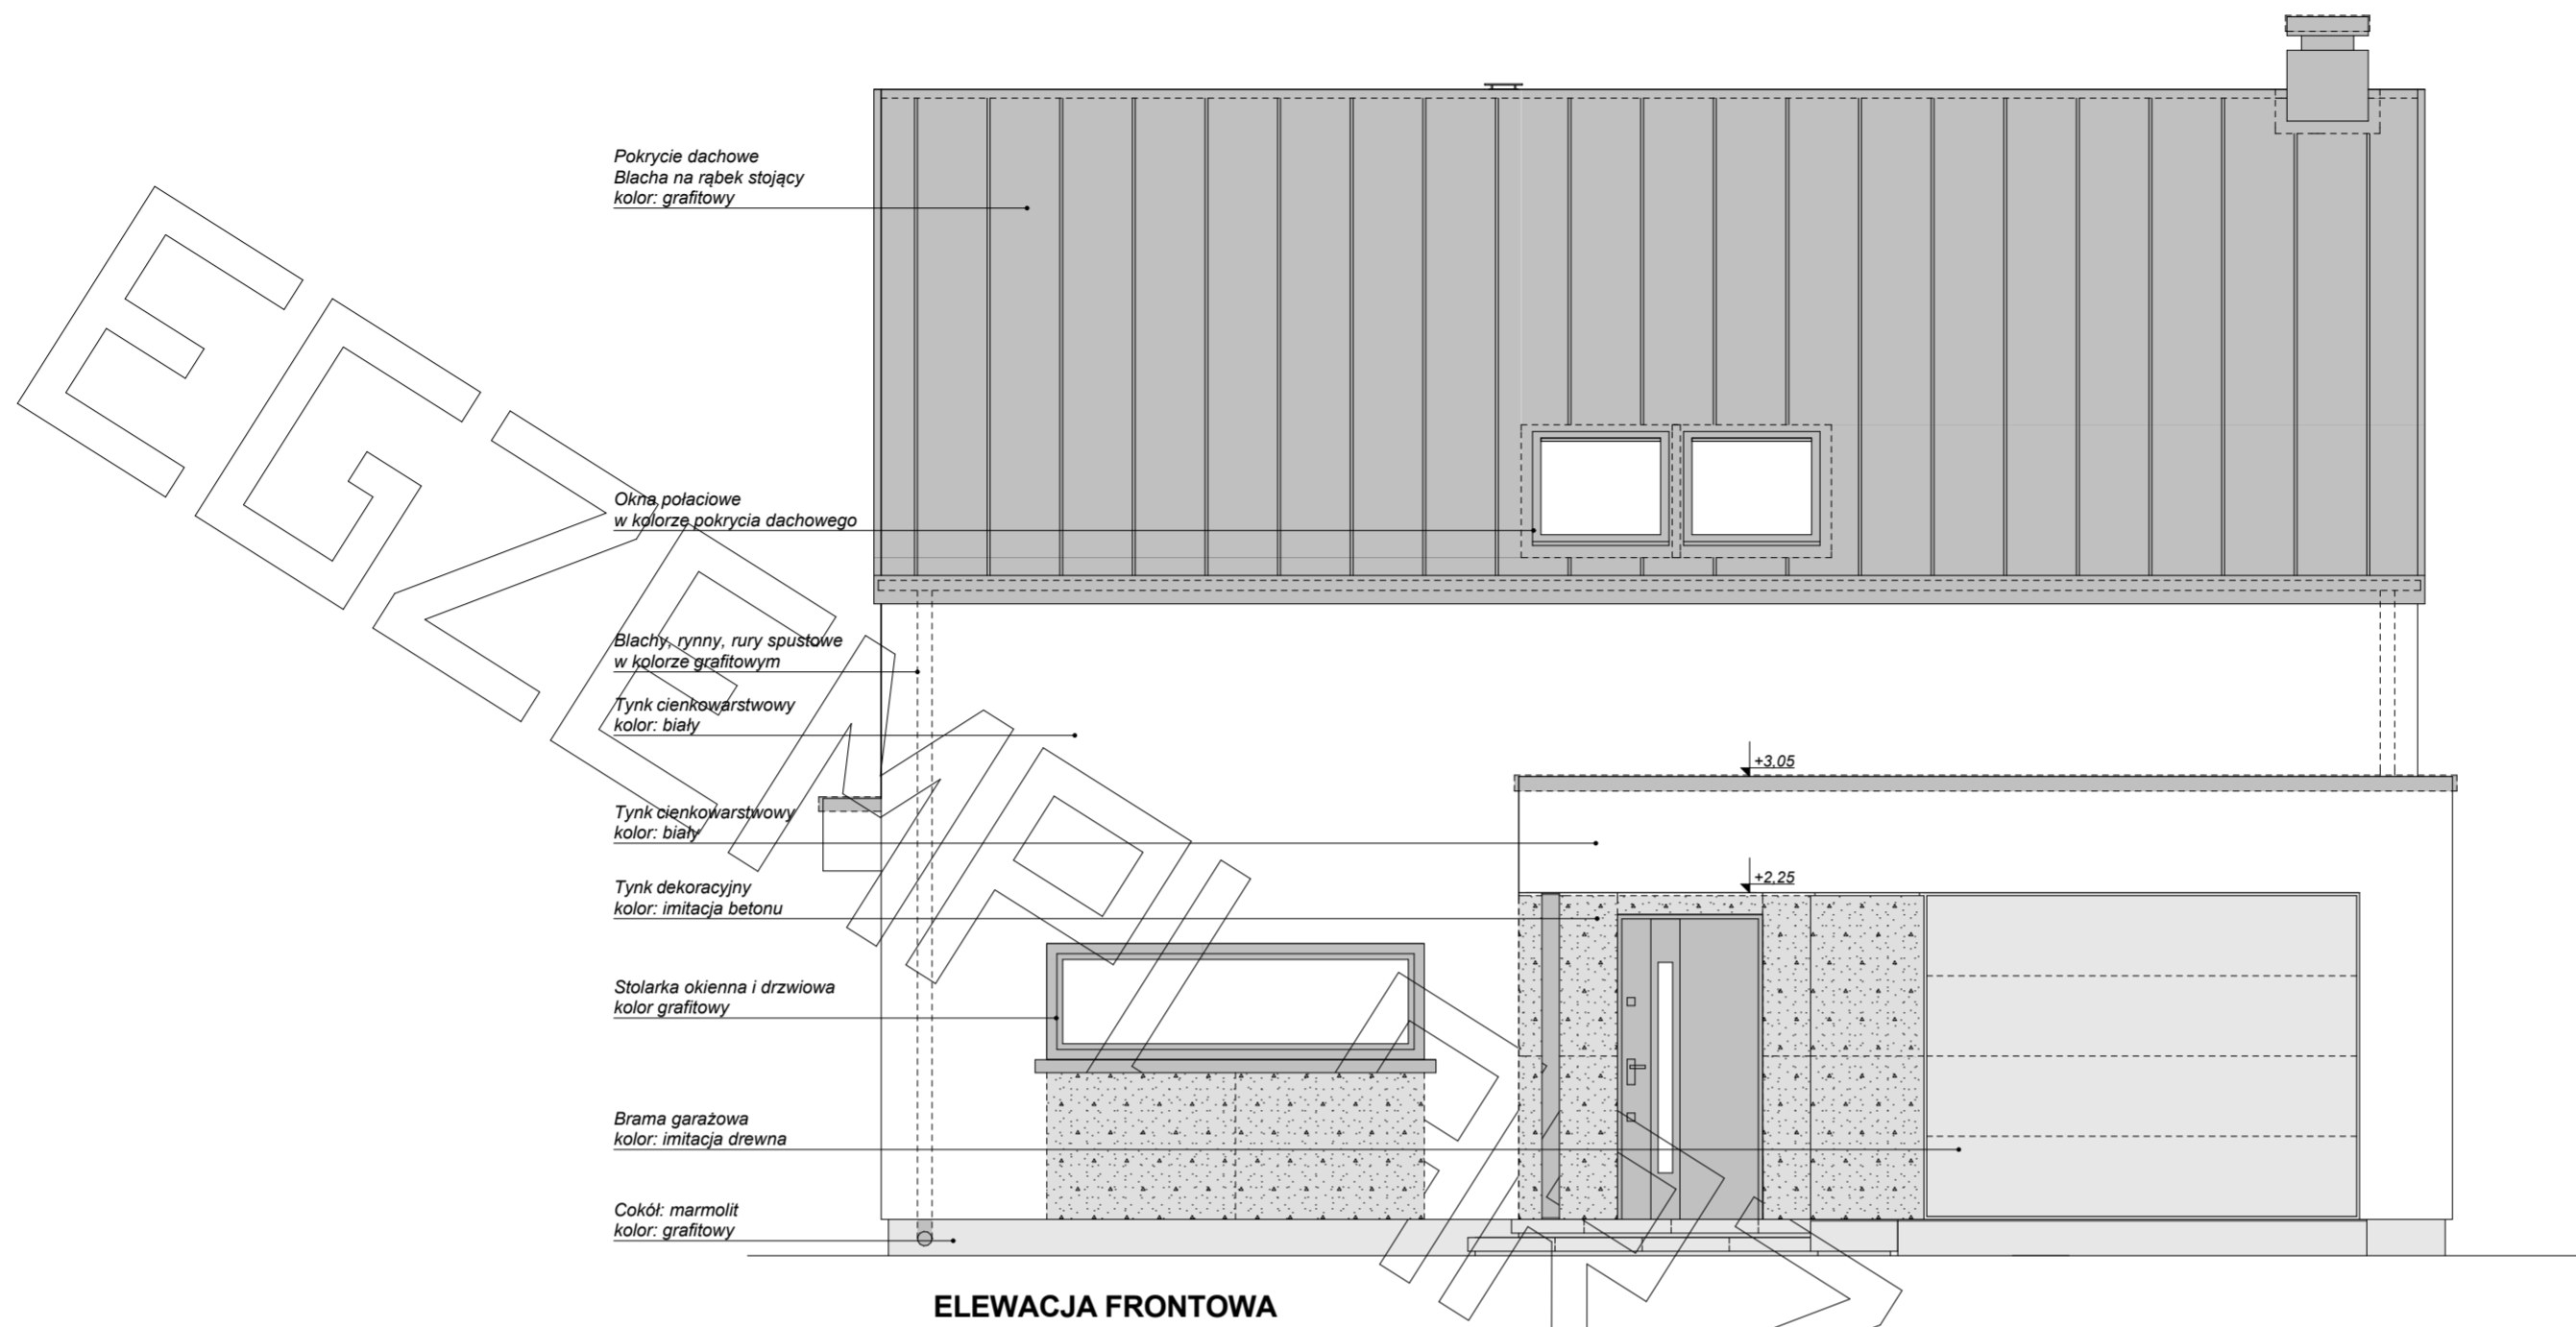 Pokrycie dachowe
Blacha na rąbek stojący
kolor: grafitowy
Okna połaciowe
w kolorze pokrycia dachowego
Blachy, rynny, rury spustowe
w kolorze grafitowym
Tynk cienkowarstwowy
kolor: biały
+3,05
Tynk cienkowarstwowy
kolor: biały
+2,25
Tynk dekoracyjny
kolor: imitacja betonu
Stolarka okienna i drzwiowa
kolor grafitowy
Brama garażowa
kolor: imitacja drewna
Cokół: marmolit
kolor: grafitowy
ELEWACJA FRONTOWA